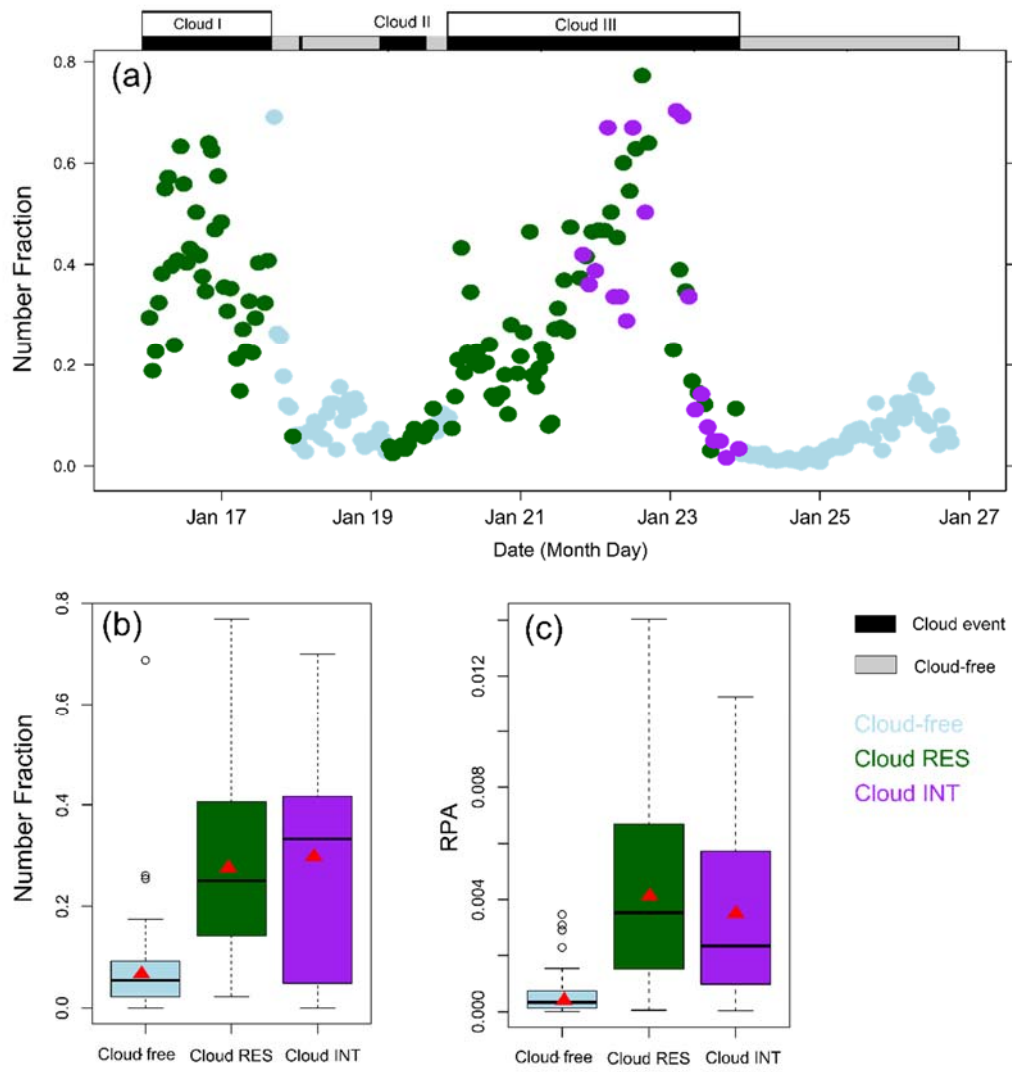 Cloud I
Cloud II
Cloud III
(a)
Number Fraction
0.8
0.6
0.4
0.2
0.0
Jan 17
Jan 19
Jan 21
Jan 23
Jan 25
Jan 27
Date (Month Day)
(b)
Number Fraction
0.8
0.6
0.4
0.2
0.0
Cloud-free
Cloud RES
Cloud INT
(c)
RPA
0.012
0.008
0.004
0.000
Cloud-free
Cloud RES
Cloud INT
Cloud event
Cloud-free
Cloud-free
Cloud RES
Cloud INT